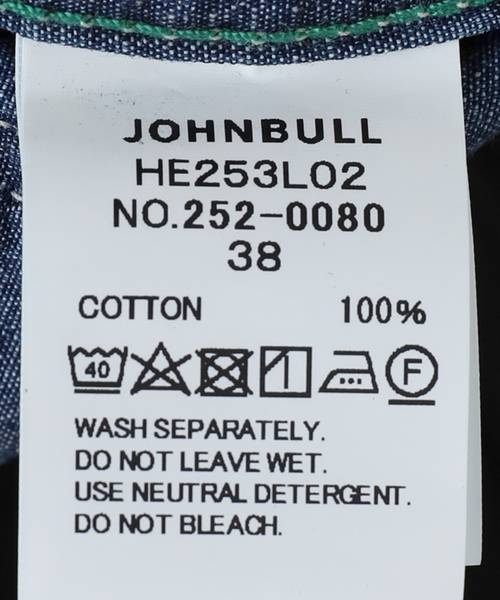 JOHNBULL
HE253L02
NO.252-0080
38
COTTON 100%
40 F
WASH SEPARATELY.
DO NOT LEAVE WET.
USE NEUTRAL DETERGENT.
DO NOT BLEACH.